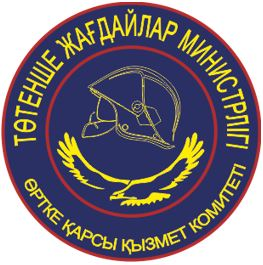 ТӨТЕНШЕ ЖАҒДАЙЛАР МИНИСТРЛІГІ
ӨРТКЕ ҚАРСЫ ҚЫЗМЕТ КОМИТЕТІ